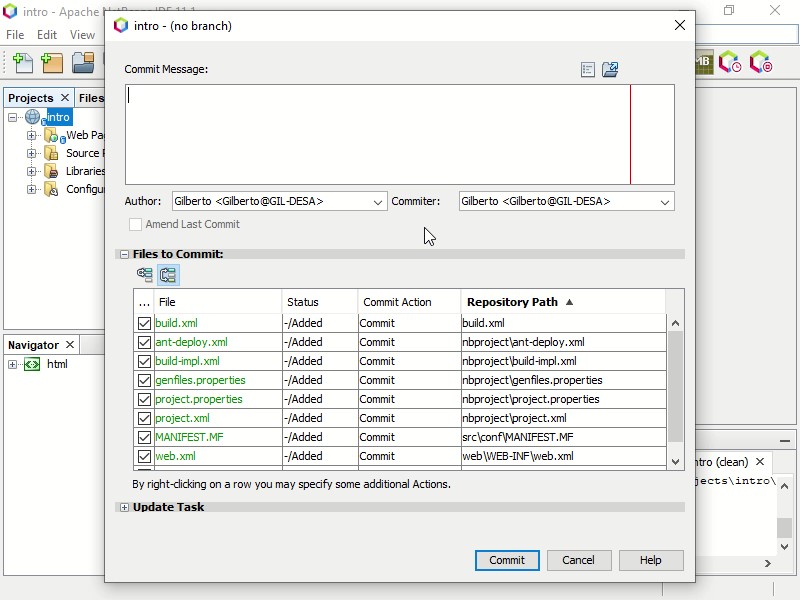 intro - Apache NetBeans IDE 11.1
File Edit View
intro - (no branch)
Commit Message:
Projects
Files
intro
Web Pa
Source P
Libraries
Configu
Author:
Gilberto <Gilberto@GIL-DESA>
Commiter:
Gilberto <Gilberto@GIL-DESA>
Amend Last Commit
Files to Commit:
... File Status Commit Action Repository Path
build.xml -/Added Commit build.xml
ant-deploy.xml -/Added Commit nbproject\ant-deploy.xml
build-impl.xml -/Added Commit nbproject\build-impl.xml
genfiles.properties -/Added Commit nbproject\genfiles.properties
project.properties -/Added Commit nbproject\project.properties
project.xml -/Added Commit nbproject\project.xml
MANIFEST.MF -/Added Commit src\conf\MANIFEST.MF
web.xml -/Added Commit web\WEB-INF\web.xml
By right-clicking on a row you may specify some additional Actions.
Update Task
Commit Cancel Help
Navigator
html
MB
ntro (clean)
jects\intro\